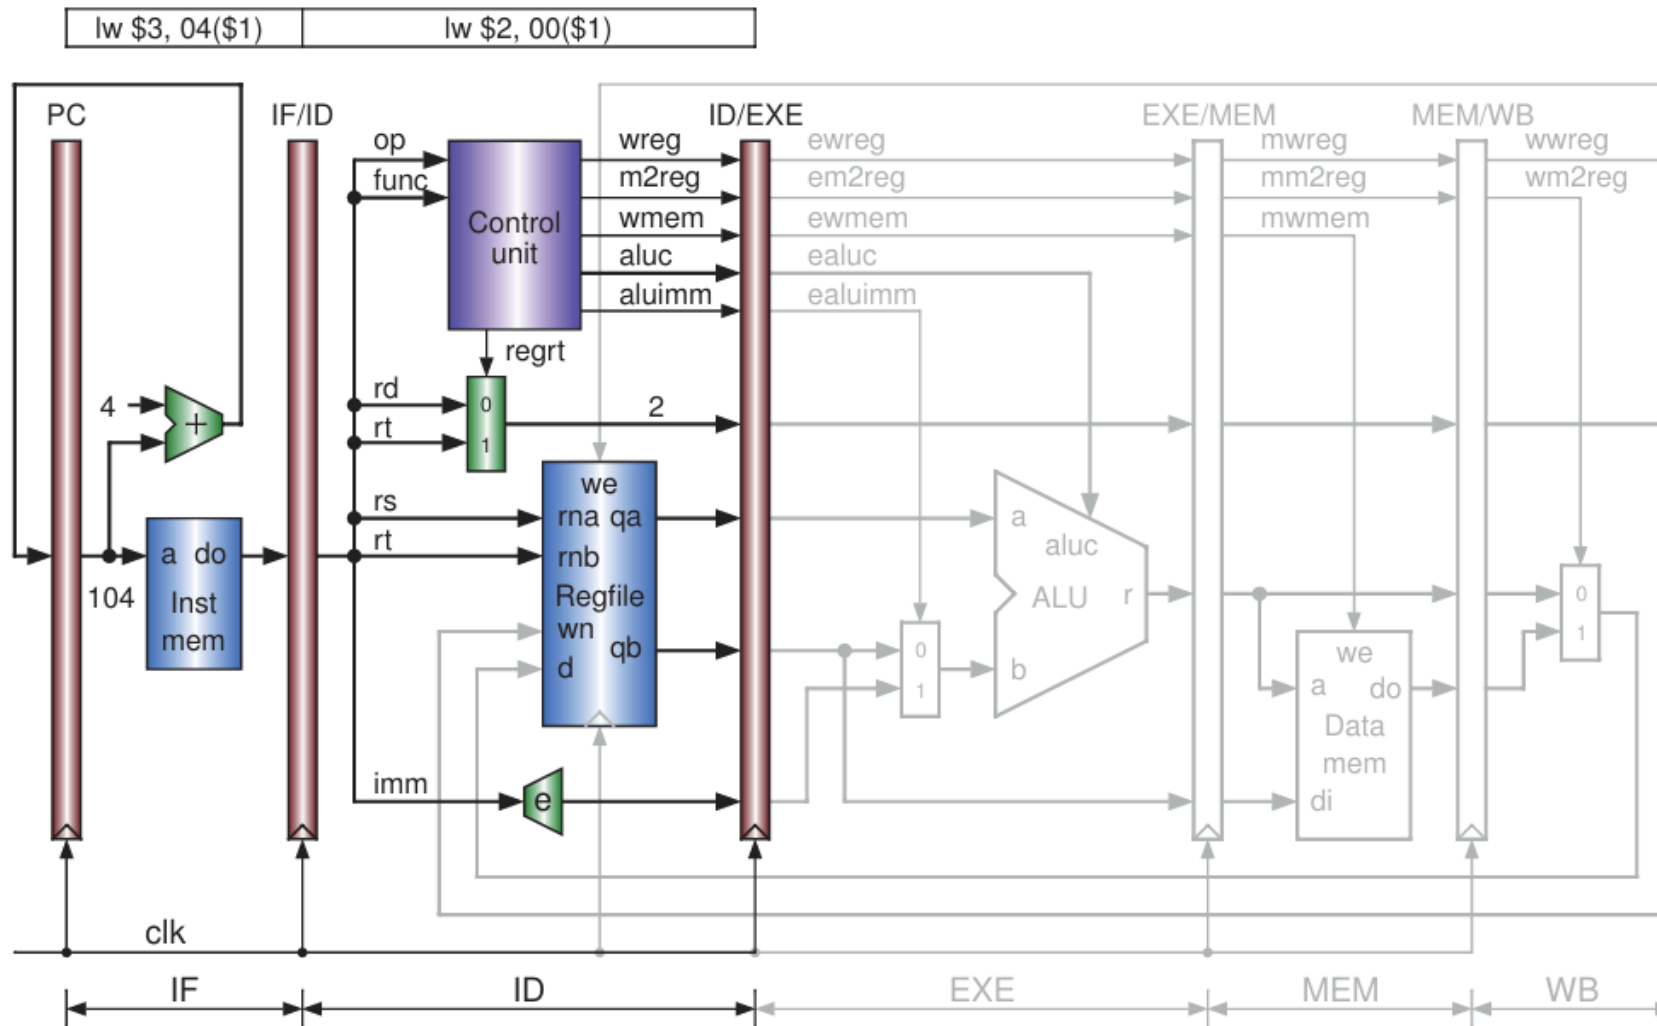 lw $3, 04($1) lw $2, 00($1)
PC IF/ID ID/EXE EXE/MEM MEM/WB
op wreg ewreg mwreg wwreg
func m2reg em2reg mm2reg wm2reg
Control
unit
wmem ewmem mwmem
aluc ealuc
aluimm ealuimm
regrt
4 + rd 0 2
rt 1
we
rs rna qa a
rt rnb aluc
a do
104 Inst
mem
Regfile ALU r
wn
qb
d
0
1
b
we
a do
Data
mem
di
0
1
imm e
clk
IF ID EXE MEM WB